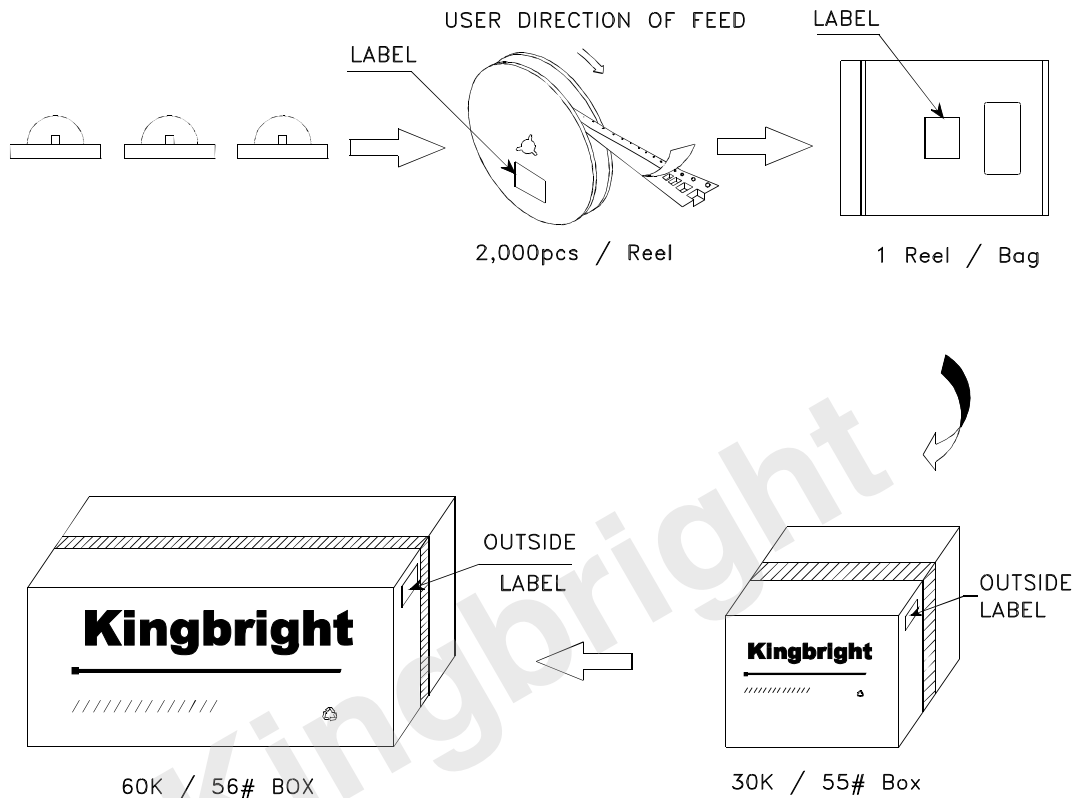 USER DIRECTION OF FEED
LABEL
LABEL
2,000pcs / Reel
1 Reel / Bag
OUTSIDE
LABEL
OUTSIDE
LABEL
Kingbright
Kingbright
60K / 56# BOX
30K / 55# Box
Kingbright